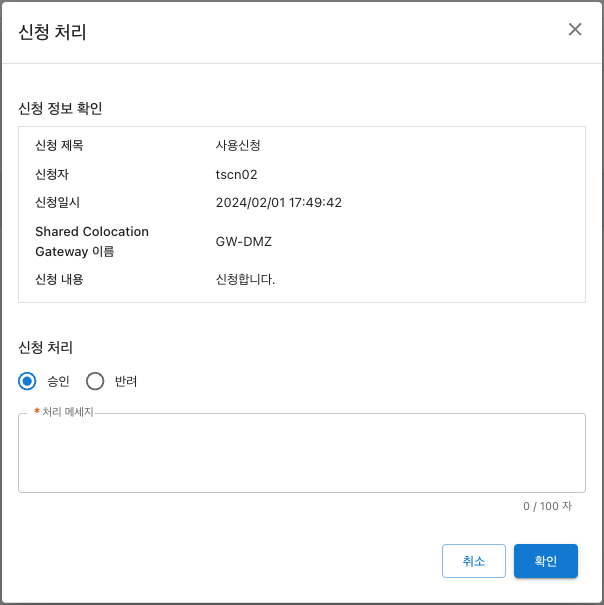 신청 처리
신청 정보 확인
신청 제목 사용신청
신청자 tscn02
신청일시 2024/02/01 17:49:42
Shared Colocation
Gateway 이름 GW-DMZ
신청 내용 신청합니다.
신청 처리
승인 반려
* 처리 메세지
0 / 100 자
취소 확인